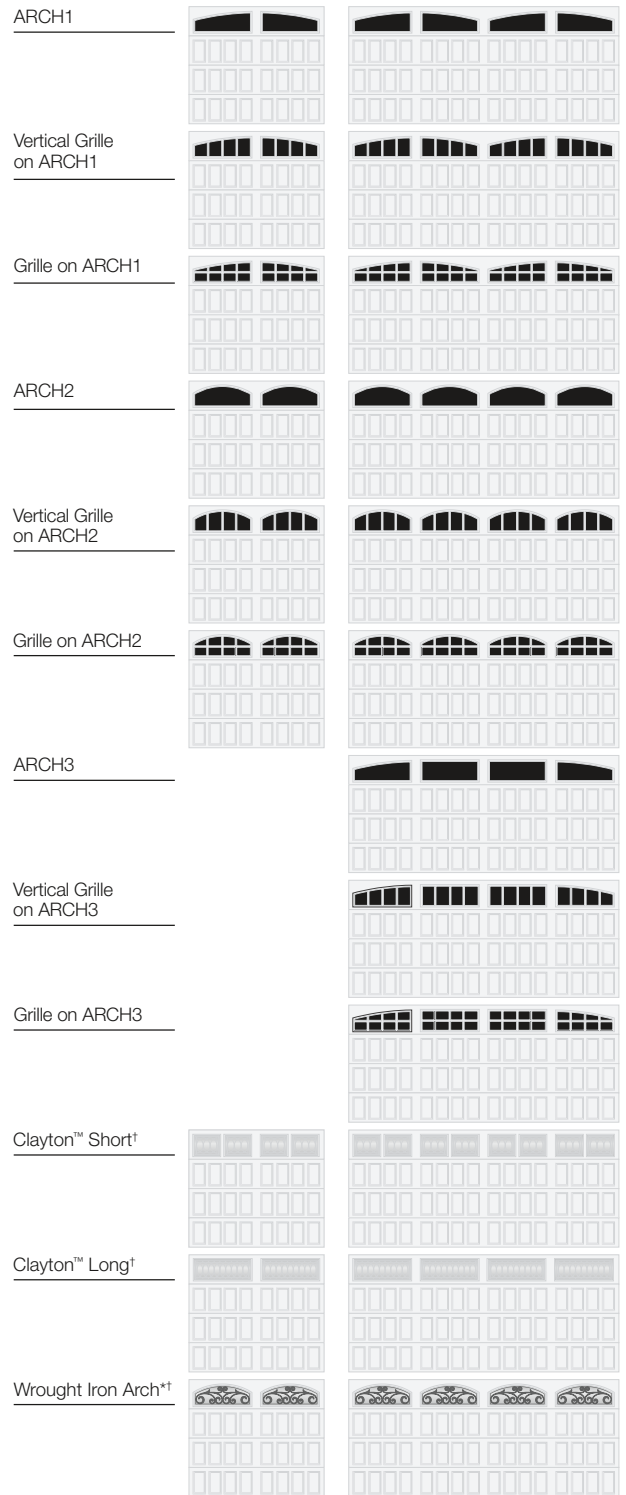 ARCH1
Vertical Grille
on ARCH1
Grille on ARCH1
ARCH2
Vertical Grille
on ARCH2
Grille on ARCH2
ARCH3
Vertical Grille
on ARCH3
Grille on ARCH3
Clayton™ Short†
Clayton™ Long†
Wrought Iron Arch*†